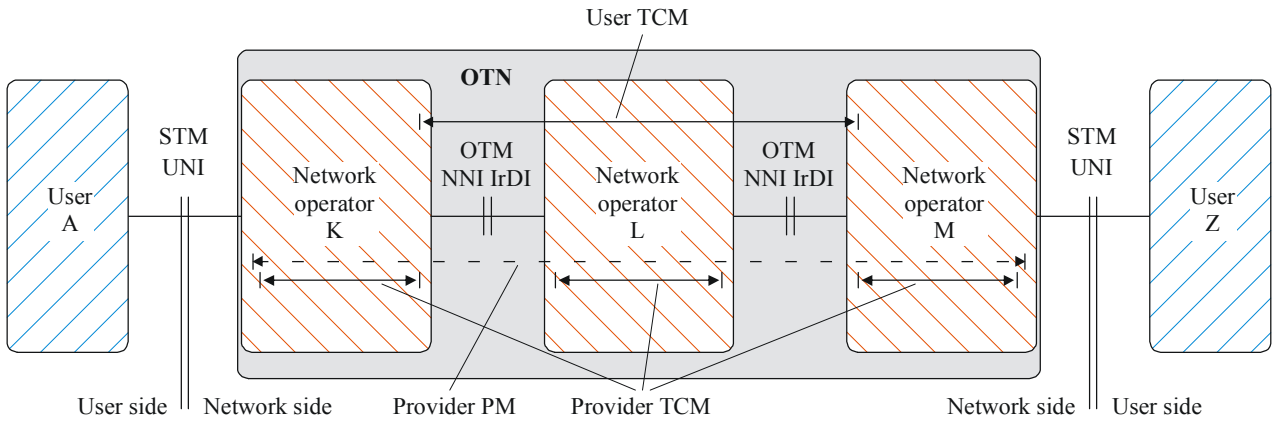 User TCM
OTN
STM
UNI
OTM
NNI IrDI
OTM
NNI IrDI
STM
UNI
User
A
Network
operator
K
Network
operator
L
Network
operator
M
User
Z
User side
Network side
Provider PM
Provider TCM
Network side
User side